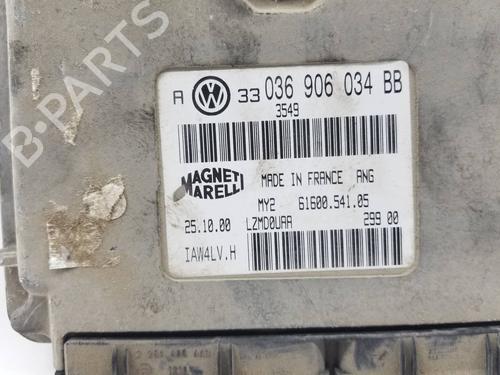 B-PARTS
A VW 33 036 906 034 BB
3549
MAGNETI MARELLI
MADE IN FRANCE ANG
MY2 61600.541.05
25.10.00 LZMD0UAA 299 00
IAW4LV.H